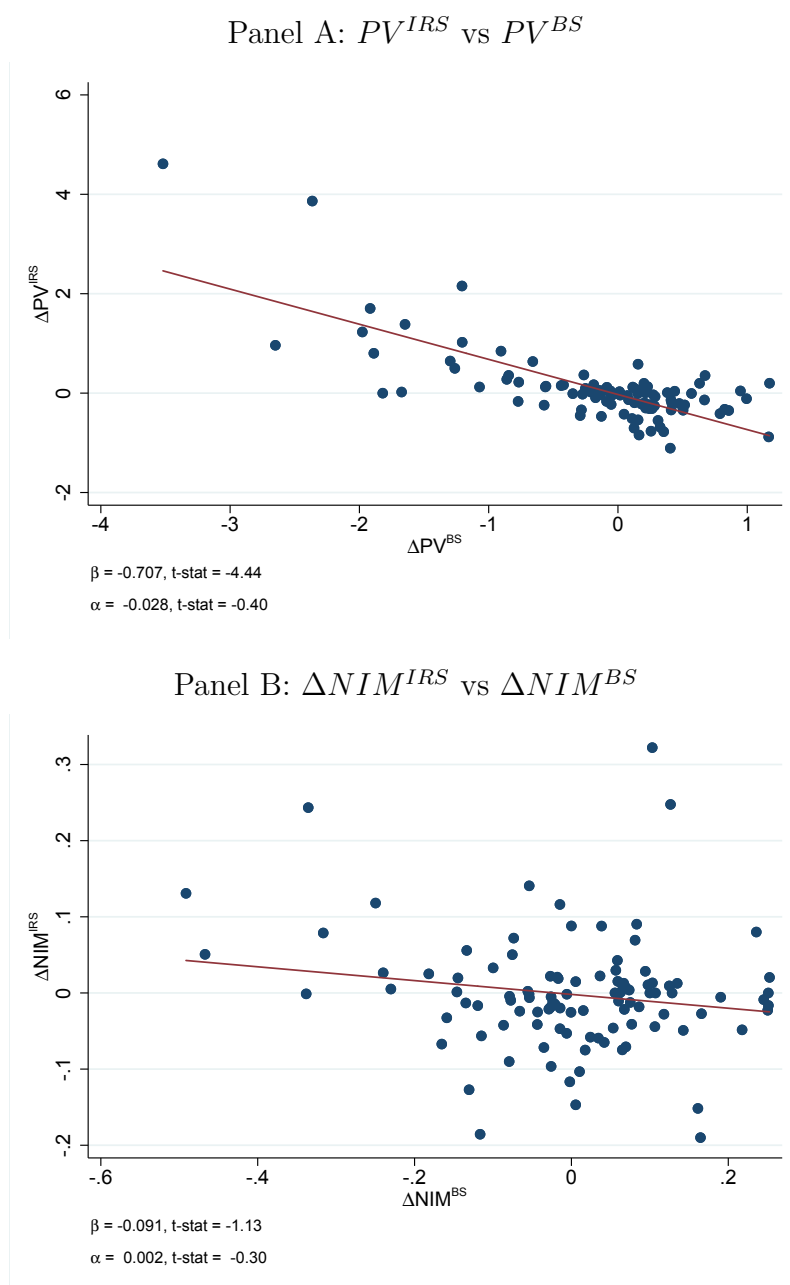 Panel A: PV^{IRS} vs PV^{BS}
6
4
2
0
-2
ΔPV^{IRS}
-4 -3 -2 -1 0 1
ΔPV^{BS}
β = -0.707, t-stat = -4.44
α = -0.028, t-stat = -0.40
Panel B: ΔNIM^{IRS} vs ΔNIM^{BS}
.3
.2
.1
0
-.1
-.2
ΔNIM^{IRS}
-.6 -.4 -.2 0 .2
ΔNIM^{BS}
β = -0.091, t-stat = -1.13
α = 0.002, t-stat = -0.30